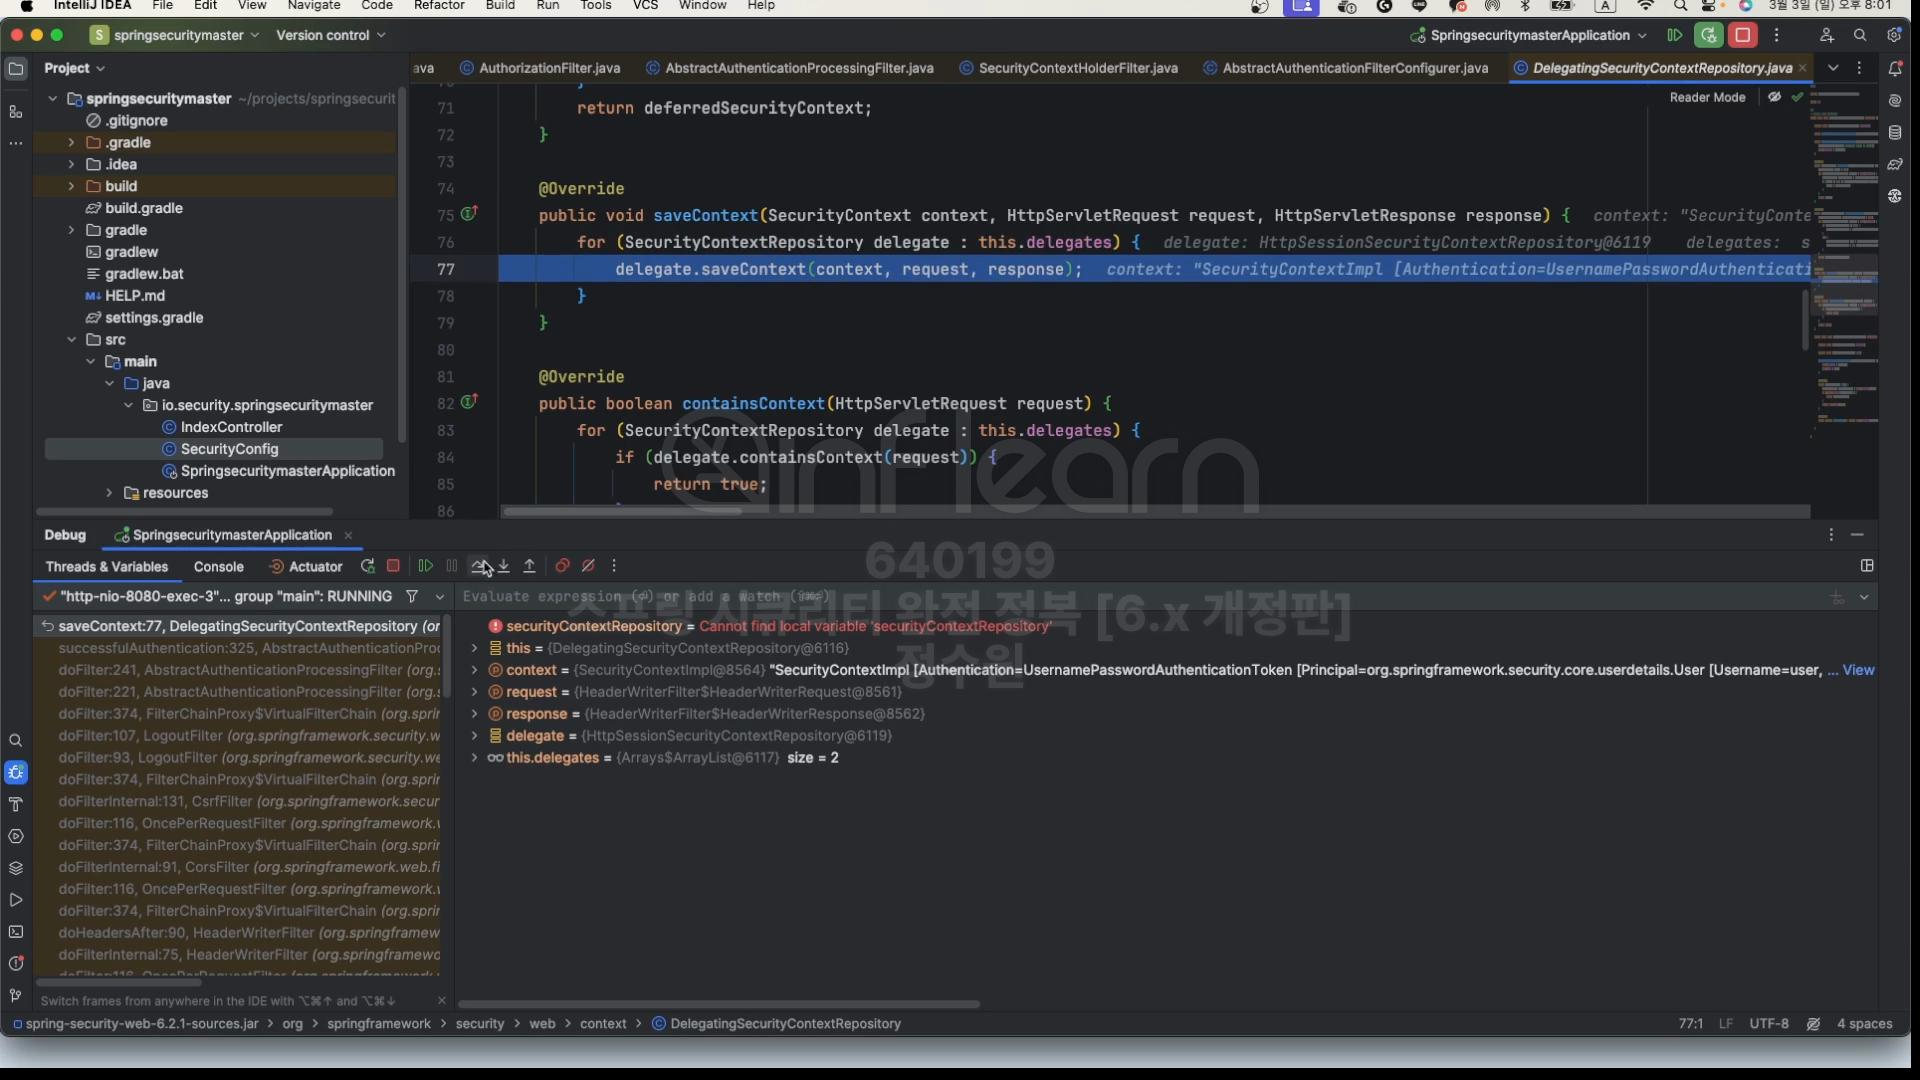 IntelliJ IDEA File Edit View Navigate Code Refactor Build Run Tools VCS Window Help A 3월 3일 (일) 오후 8:01
S springsecuritymaster Version control SpringsecuritymasterApplication
Project
ava AuthorizationFilter.java AbstractAuthenticationProcessingFilter.java SecurityContextHolderFilter.java AbstractAuthenticationFilterConfigurer.java DelegatingSecurityContextRepository.java
Reader Mode
springsecuritymaster ~/projects/springsecurit
.gitignore
.gradle
.idea
build
build.gradle
gradle
gradlew
gradlew.bat
M↓ HELP.md
settings.gradle
src
main
java
io.security.springsecuritymaster
IndexController
SecurityConfig
SpringsecuritymasterApplication
resources
71 return deferredSecurityContext;
72 }
73
74 @Override
75 public void saveContext(SecurityContext context, HttpServletRequest request, HttpServletResponse response) { context: "SecurityConte
76 for (SecurityContextRepository delegate : this.delegates) { delegate: HttpSessionSecurityContextRepository@6119 delegates: s
77 delegate.saveContext(context, request, response); context: "SecurityContextImpl [Authentication=UsernamePasswordAuthenticati
78 }
79 }
80
81 @Override
82 public boolean containsContext(HttpServletRequest request) {
83 for (SecurityContextRepository delegate : this.delegates) {
84 if (delegate.containsContext(request)) {
85 return true;
86
inflearn
640199
스프링 시큐리티 완전 정복 [6.x 개정판]
정수원
Debug SpringsecuritymasterApplication
Threads & Variables Console Actuator
"http-nio-8080-exec-3"... group "main": RUNNING
Evaluate expression (⏎) or add a watch (⇧⌘⏎)
saveContext:77, DelegatingSecurityContextRepository (or
successfulAuthentication:325, AbstractAuthenticationProc
doFilter:241, AbstractAuthenticationProcessingFilter (org.s
doFilter:221, AbstractAuthenticationProcessingFilter (org.s
doFilter:374, FilterChainProxy$VirtualFilterChain (org.sprir
doFilter:107, LogoutFilter (org.springframework.security.w
doFilter:93, LogoutFilter (org.springframework.security.we
doFilter:374, FilterChainProxy$VirtualFilterChain (org.sprir
doFilterInternal:131, CsrfFilter (org.springframework.secur
doFilter:116, OncePerRequestFilter (org.springframework.v
doFilter:374, FilterChainProxy$VirtualFilterChain (org.sprir
doFilterInternal:91, CorsFilter (org.springframework.web.fi
doFilter:116, OncePerRequestFilter (org.springframework.v
doFilter:374, FilterChainProxy$VirtualFilterChain (org.sprir
doHeadersAfter:90, HeaderWriterFilter (org.springframew
doFilterInternal:75, HeaderWriterFilter (org.springframewo
doFilter:116, OncePerRequestFilter (org.springframework.v
securityContextRepository = Cannot find local variable 'securityContextRepository'
this = {DelegatingSecurityContextRepository@6116}
context = {SecurityContextImpl@8564} "SecurityContextImpl [Authentication=UsernamePasswordAuthenticationToken [Principal=org.springframework.security.core.userdetails.User [Username=user, ... View
request = {HeaderWriterFilter$HeaderWriterRequest@8561}
response = {HeaderWriterFilter$HeaderWriterResponse@8562}
delegate = {HttpSessionSecurityContextRepository@6119}
this.delegates = {Arrays$ArrayList@6117} size = 2
Switch frames from anywhere in the IDE with ⌥⌘↑ and ⌥⌘↓
spring-security-web-6.2.1-sources.jar > org > springframework > security > web > context > DelegatingSecurityContextRepository 77:1 LF UTF-8 4 spaces